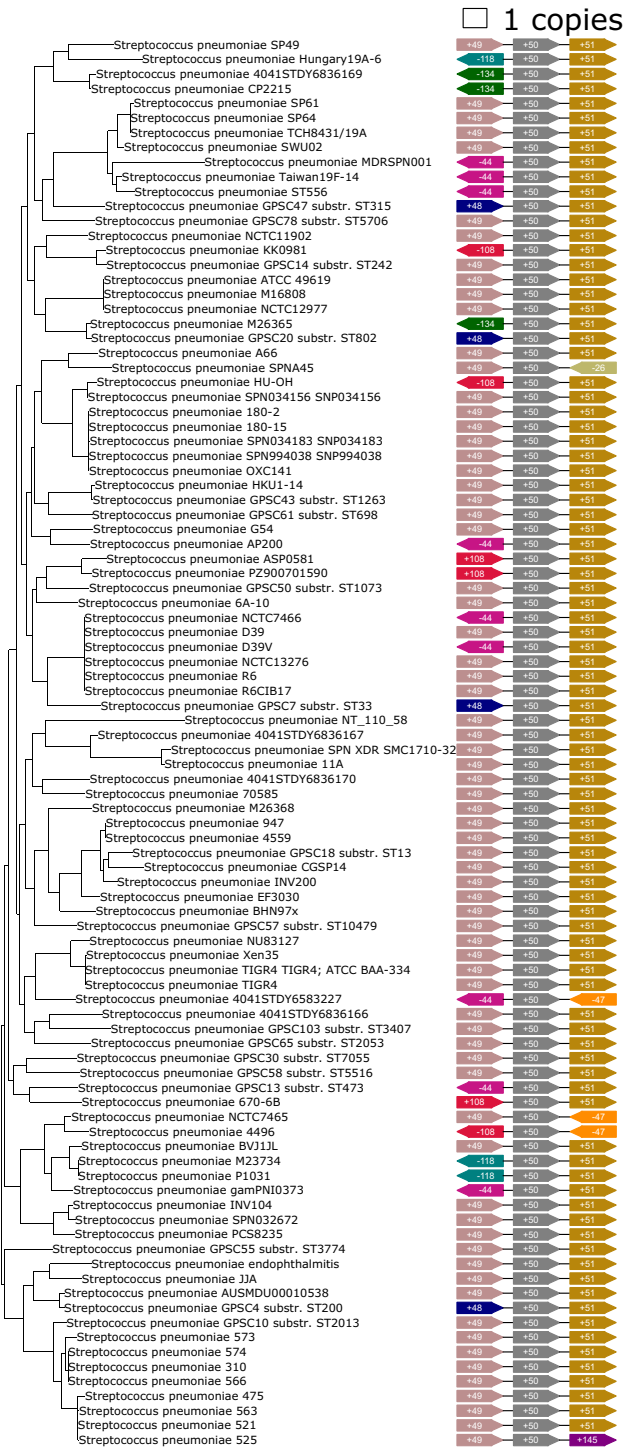 1 copies
Streptococcus pneumoniae SP49 +49 +50 +51
Streptococcus pneumoniae Hungary19A-6 -118 +50 +51
Streptococcus pneumoniae 4041STDY6836169 -134 +50 +51
Streptococcus pneumoniae CP2215 -134 +50 +51
Streptococcus pneumoniae SP61 +49 +50 +51
Streptococcus pneumoniae SP64 +49 +50 +51
Streptococcus pneumoniae TCH8431/19A +49 +50 +51
Streptococcus pneumoniae SWU02 +49 +50 +51
Streptococcus pneumoniae MDRSPN001 -44 +50 +51
Streptococcus pneumoniae Taiwan19F-14 -44 +50 +51
Streptococcus pneumoniae ST556 -44 +50 +51
Streptococcus pneumoniae GPSC47 substr. ST315 +48 +50 +51
Streptococcus pneumoniae GPSC78 substr. ST5706 +49 +50 +51
Streptococcus pneumoniae NCTC11902 +49 +50 +51
Streptococcus pneumoniae KK0981 -108 +50 +51
Streptococcus pneumoniae GPSC14 substr. ST242 +49 +50 +51
Streptococcus pneumoniae ATCC 49619 +49 +50 +51
Streptococcus pneumoniae M16808 +49 +50 +51
Streptococcus pneumoniae NCTC12977 +49 +50 +51
Streptococcus pneumoniae M26365 -134 +50 +51
Streptococcus pneumoniae GPSC20 substr. ST802 +48 +50 +51
Streptococcus pneumoniae A66 +49 +50 +51
Streptococcus pneumoniae SPNA45 +49 +50 -26
Streptococcus pneumoniae HU-OH -108 +50 +51
Streptococcus pneumoniae SPN034156 SNP034156 +49 +50 +51
Streptococcus pneumoniae 180-2 +49 +50 +51
Streptococcus pneumoniae 180-15 +49 +50 +51
Streptococcus pneumoniae SPN034183 SNP034183 +49 +50 +51
Streptococcus pneumoniae SPN994038 SNP994038 +49 +50 +51
Streptococcus pneumoniae OXC141 +49 +50 +51
Streptococcus pneumoniae HKU1-14 +49 +50 +51
Streptococcus pneumoniae GPSC43 substr. ST1263 +49 +50 +51
Streptococcus pneumoniae GPSC61 substr. ST698 +49 +50 +51
Streptococcus pneumoniae G54 +49 +50 +51
Streptococcus pneumoniae AP200 -44 +50 +51
Streptococcus pneumoniae ASP0581 +108 +50 +51
Streptococcus pneumoniae PZ900701590 +108 +50 +51
Streptococcus pneumoniae GPSC50 substr. ST1073 +49 +50 +51
Streptococcus pneumoniae 6A-10 +49 +50 +51
Streptococcus pneumoniae NCTC7466 -44 +50 +51
Streptococcus pneumoniae D39 +49 +50 +51
Streptococcus pneumoniae D39V -44 +50 +51
Streptococcus pneumoniae NCTC13276 +49 +50 +51
Streptococcus pneumoniae R6 +49 +50 +51
Streptococcus pneumoniae R6CIB17 +49 +50 +51
Streptococcus pneumoniae GPSC7 substr. ST33 +48 +50 +51
Streptococcus pneumoniae NT_110_58 +49 +50 +51
Streptococcus pneumoniae 4041STDY6836167 +49 +50 +51
Streptococcus pneumoniae SPN XDR SMC1710-32 +49 +50 +51
Streptococcus pneumoniae 11A +49 +50 +51
Streptococcus pneumoniae 4041STDY6836170 +49 +50 +51
Streptococcus pneumoniae 70585 +49 +50 +51
Streptococcus pneumoniae M26368 +49 +50 +51
Streptococcus pneumoniae 947 +49 +50 +51
Streptococcus pneumoniae 4559 +49 +50 +51
Streptococcus pneumoniae GPSC18 substr. ST13 +49 +50 +51
Streptococcus pneumoniae CGSP14 +49 +50 +51
Streptococcus pneumoniae INV200 +49 +50 +51
Streptococcus pneumoniae EF3030 +49 +50 +51
Streptococcus pneumoniae BHN97x +49 +50 +51
Streptococcus pneumoniae GPSC57 substr. ST10479 +49 +50 +51
Streptococcus pneumoniae NU83127 +49 +50 +51
Streptococcus pneumoniae Xen35 +49 +50 +51
Streptococcus pneumoniae TIGR4 TIGR4; ATCC BAA-334 +49 +50 +51
Streptococcus pneumoniae TIGR4 +49 +50 +51
Streptococcus pneumoniae 4041STDY6583227 -44 +50 -47
Streptococcus pneumoniae 4041STDY6836166 +49 +50 +51
Streptococcus pneumoniae GPSC103 substr. ST3407 +49 +50 +51
Streptococcus pneumoniae GPSC65 substr. ST2053 +49 +50 +51
Streptococcus pneumoniae GPSC30 substr. ST7055 +49 +50 +51
Streptococcus pneumoniae GPSC58 substr. ST5516 +49 +50 +51
Streptococcus pneumoniae GPSC13 substr. ST473 -44 +50 +51
Streptococcus pneumoniae 670-6B +108 +50 +51
Streptococcus pneumoniae NCTC7465 +49 +50 -47
Streptococcus pneumoniae 4496 -108 +50 -47
Streptococcus pneumoniae BVJ1JL +49 +50 +51
Streptococcus pneumoniae M23734 -118 +50 +51
Streptococcus pneumoniae P1031 -118 +50 +51
Streptococcus pneumoniae gamPNI0373 -44 +50 +51
Streptococcus pneumoniae INV104 +49 +50 +51
Streptococcus pneumoniae SPN032672 +49 +50 +51
Streptococcus pneumoniae PCS8235 +49 +50 +51
Streptococcus pneumoniae GPSC55 substr. ST3774 +49 +50 +51
Streptococcus pneumoniae endophthalmitis +49 +50 +51
Streptococcus pneumoniae JJA +49 +50 +51
Streptococcus pneumoniae AUSMDU00010538 +49 +50 +51
Streptococcus pneumoniae GPSC4 substr. ST200 +48 +50 +51
Streptococcus pneumoniae GPSC10 substr. ST2013 +49 +50 +51
Streptococcus pneumoniae 573 +49 +50 +51
Streptococcus pneumoniae 574 +49 +50 +51
Streptococcus pneumoniae 310 +49 +50 +51
Streptococcus pneumoniae 566 +49 +50 +51
Streptococcus pneumoniae 475 +49 +50 +51
Streptococcus pneumoniae 563 +49 +50 +51
Streptococcus pneumoniae 521 +49 +50 +51
Streptococcus pneumoniae 525 +49 +50 +145